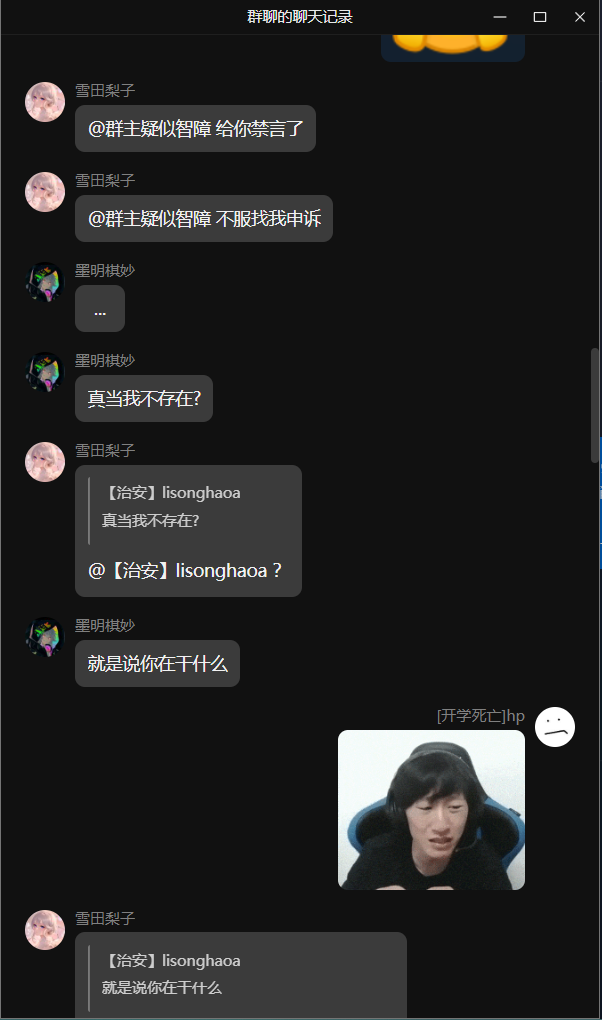 群聊的聊天记录
雪田梨子
@群主疑似智障 给你禁言了
雪田梨子
@群主疑似智障 不服找我申诉
墨明棋妙
...
墨明棋妙
真当我不存在?
雪田梨子
【治安】lisonghaoa
真当我不存在?
@【治安】lisonghaoa ?
墨明棋妙
就是说你在干什么
[开学死亡]hp
雪田梨子
【治安】lisonghaoa
就是说你在干什么